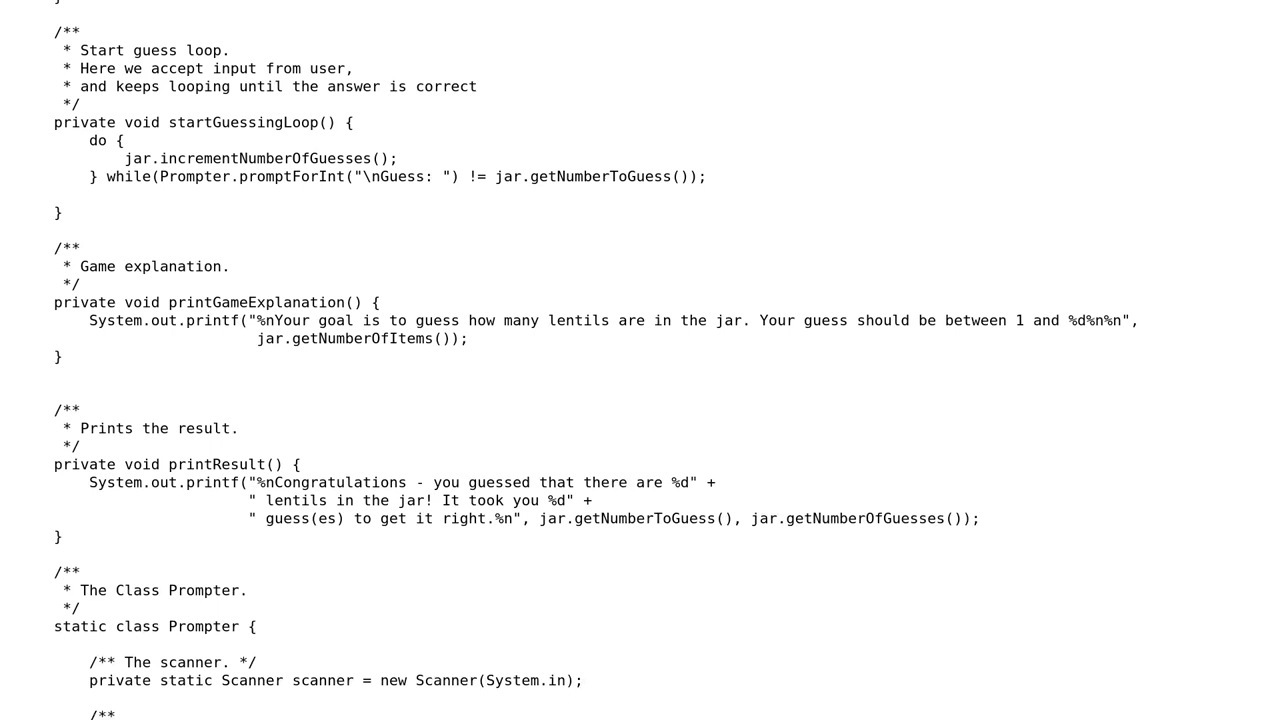 }
/**
 * Start guess loop.
 * Here we accept input from user,
 * and keeps looping until the answer is correct
 */
private void startGuessingLoop() {
    do {
        jar.incrementNumberOfGuesses();
    } while(Prompter.promptForInt("\nGuess: ") != jar.getNumberToGuess());
}
/**
 * Game explanation.
 */
private void printGameExplanation() {
    System.out.printf("%nYour goal is to guess how many lentils are in the jar. Your guess should be between 1 and %d%n%n",
                       jar.getNumberOfItems());
}
/**
 * Prints the result.
 */
private void printResult() {
    System.out.printf("%nCongratulations - you guessed that there are %d" +
                      " lentils in the jar! It took you %d" +
                      " guess(es) to get it right.%n", jar.getNumberToGuess(), jar.getNumberOfGuesses());
}
/**
 * The Class Prompter.
 */
static class Prompter {
    /** The scanner. */
    private static Scanner scanner = new Scanner(System.in);
    /**